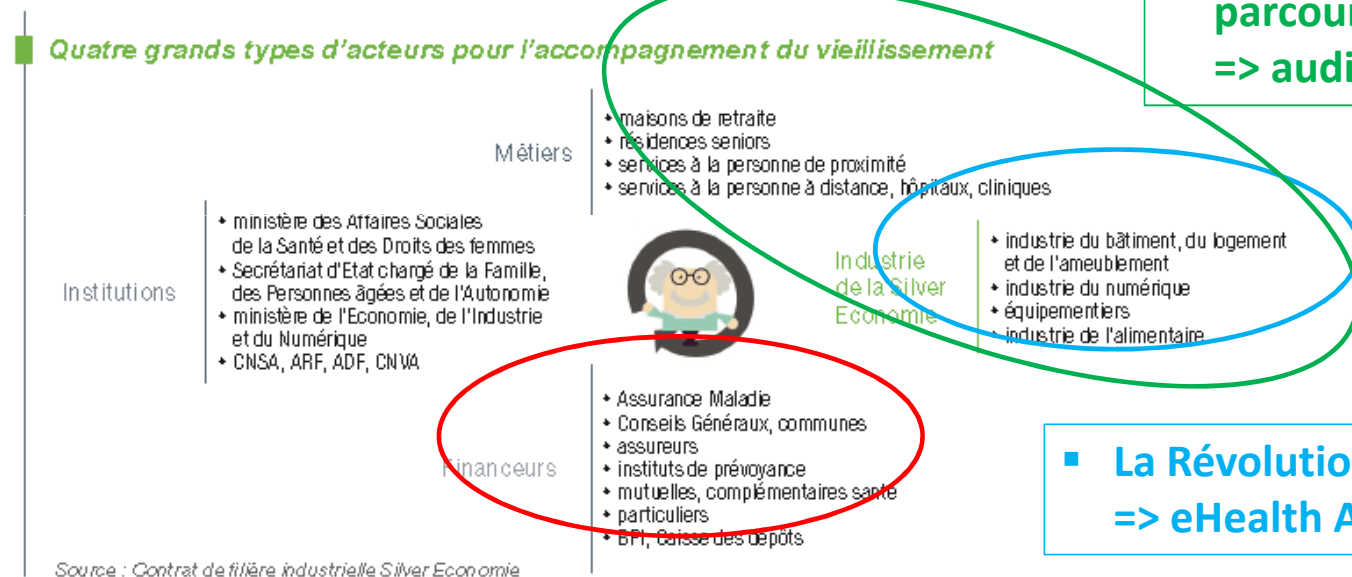 parcour
=> audi
Quatre grands types d'acteurs pour l'accompagnement du vieillissement
Métiers
• maisons de retraite
• résidences seniors
• services à la personne de proximité
• services à la personne à distance, hôpitaux, cliniques
Institutions
• ministère des Affaires Sociales
de la Santé et des Droits des femmes
• Secrétariat d'Etat chargé de la Famille,
des Personnes âgées et de l'Autonomie
• ministère de l'Economie, de l'Industrie
et du Numérique
• CNSA, ARF, ADF, CNVA
Industrie
de la Silver
Economie
• industrie du bâtiment, du logement
et de l'ameublement
• industrie du numérique
• équipementiers
• industrie de l'alimentaire
Financeurs
• Assurance Maladie
• Conseils Généraux, communes
• assureurs
• instituts de prévoyance
• mutuelles, complémentaires santé
• particuliers
• BPI, Caisse des dépôts
▪ La Révolutio
=> eHealth A
Source : Contrat de filière industrielle Silver Economie